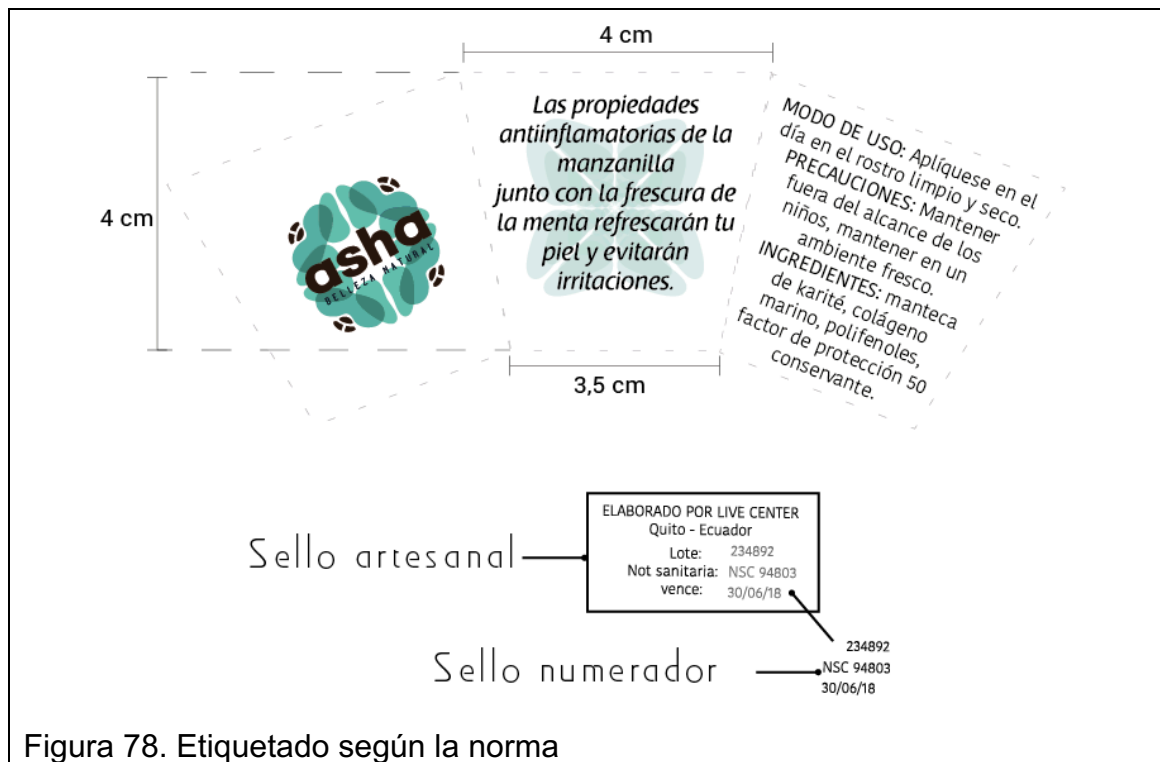 4 cm
4 cm
asha
BELLEZA NATURAL
Las propiedades
antiinflamatorias de la
manzanilla
junto con la frescura de
la menta refrescarán tu
piel y evitarán
irritaciones.
3,5 cm
MODO DE USO: Aplíquese en el
día en el rostro limpio y seco.
PRECAUCIONES: Mantener
fuera del alcance de los
niños, mantener en un
ambiente fresco.
INGREDIENTES: manteca
de karité, colágeno
marino, polifenoles,
factor de protección 50
conservante.
Sello artesanal
ELABORADO POR LIVE CENTER
Quito - Ecuador
Lote: 234892
Not sanitaria: NSC 94803
vence: 30/06/18
Sello numerador
234892
NSC 94803
30/06/18
Figura 78. Etiquetado según la norma